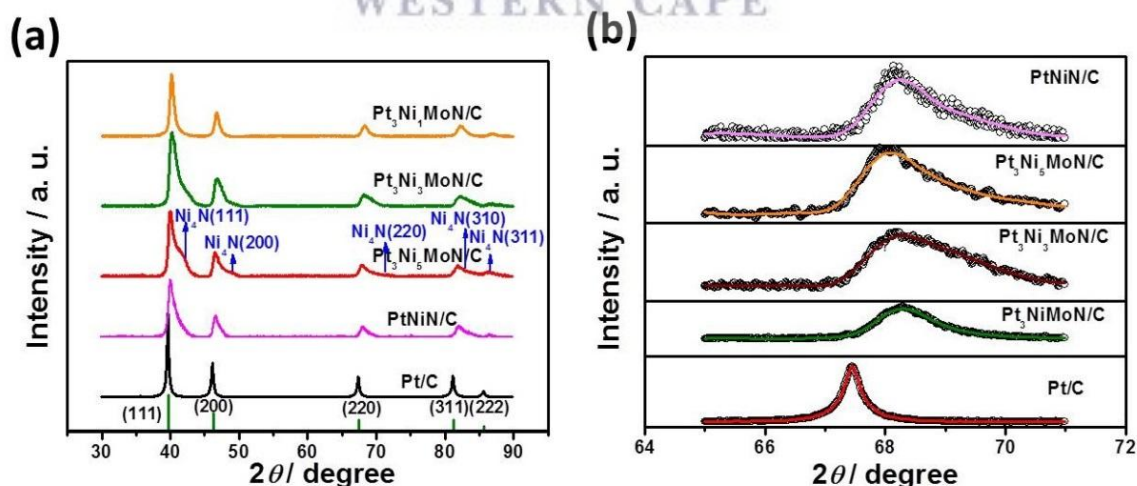 WESTERN CAPE
(a)
Intensity / a. u.
Pt₃Ni₁MoN/C
Pt₃Ni₃MoN/C
Ni₄N(111)
Ni₄N(200)
Ni₄N(220)
Ni₄N(310)
Ni₄N(311)
Pt₃Ni₅MoN/C
PtNiN/C
Pt/C
(111)
(200)
(220)
(311)(222)
30 40 50 60 70 80 90
2θ/ degree
(b)
Intensity / a. u.
PtNiN/C
Pt₃Ni₅MoN/C
Pt₃Ni₃MoN/C
Pt₃NiMoN/C
Pt/C
64 66 68 70 72
2θ/ degree